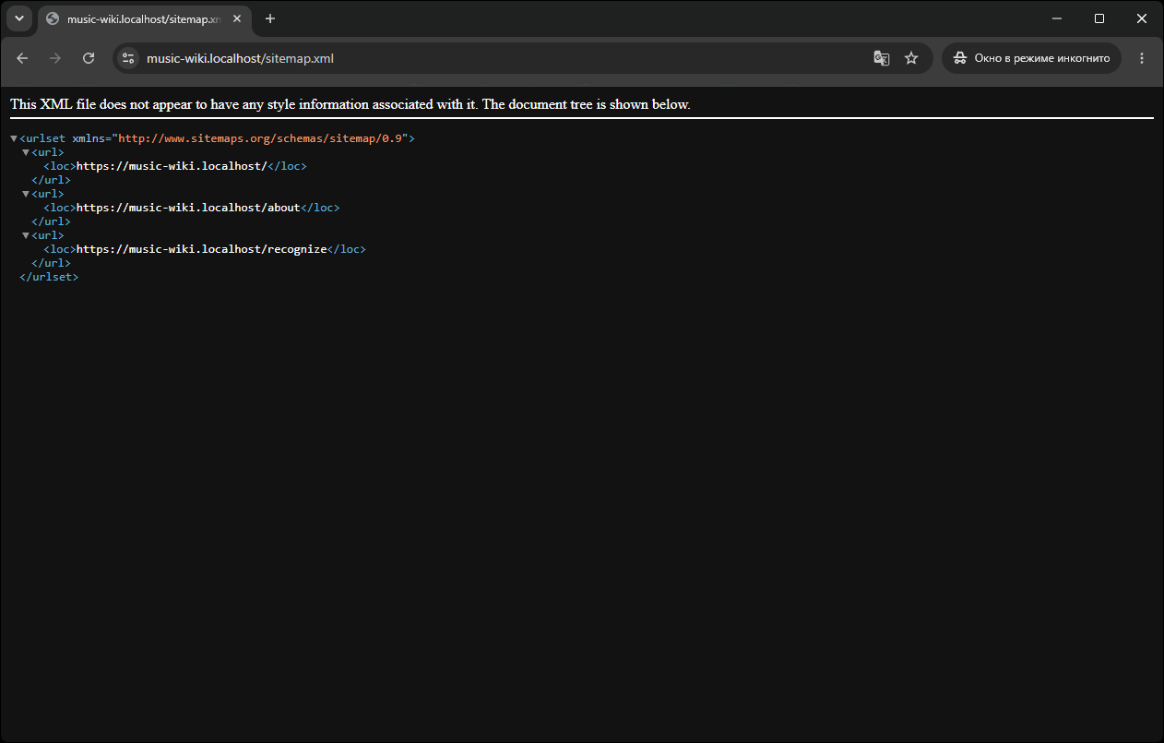 music-wiki.localhost/sitemap.xm
music-wiki.localhost/sitemap.xml
Окно в режиме инкогнито
This XML file does not appear to have any style information associated with it. The document tree is shown below.
<urlset xmlns="http://www.sitemaps.org/schemas/sitemap/0.9">
<url>
<loc>https://music-wiki.localhost/</loc>
</url>
<url>
<loc>https://music-wiki.localhost/about</loc>
</url>
<url>
<loc>https://music-wiki.localhost/recognize</loc>
</url>
</urlset>